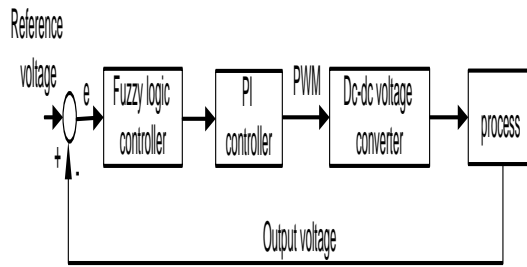 Reference
voltage
e
+
-
Fuzzy logic
controller
PI
controller
PWM
Dc-dc voltage
converter
process
Output voltage